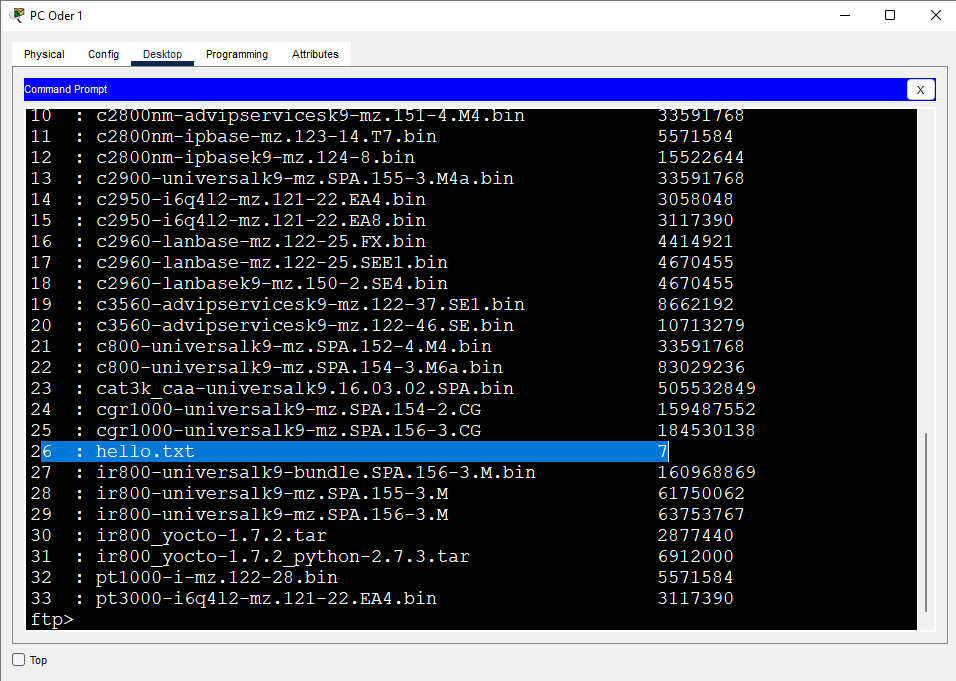 PC Oder 1
Physical Config Desktop Programming Attributes
Command Prompt X
10 : c2800nm-advipservicesk9-mz.151-4.M4.bin 33591768
11 : c2800nm-ipbase-mz.123-14.T7.bin 5571584
12 : c2800nm-ipbasek9-mz.124-8.bin 15522644
13 : c2900-universalk9-mz.SPA.155-3.M4a.bin 33591768
14 : c2950-i6q4l2-mz.121-22.EA4.bin 3058048
15 : c2950-i6q4l2-mz.121-22.EA8.bin 3117390
16 : c2960-lanbase-mz.122-25.FX.bin 4414921
17 : c2960-lanbase-mz.122-25.SEE1.bin 4670455
18 : c2960-lanbasek9-mz.150-2.SE4.bin 4670455
19 : c3560-advipservicesk9-mz.122-37.SE1.bin 8662192
20 : c3560-advipservicesk9-mz.122-46.SE.bin 10713279
21 : c800-universalk9-mz.SPA.152-4.M4.bin 33591768
22 : c800-universalk9-mz.SPA.154-3.M6a.bin 83029236
23 : cat3k_caa-universalk9.16.03.02.SPA.bin 505532849
24 : cgr1000-universalk9-mz.SPA.154-2.CG 159487552
25 : cgr1000-universalk9-mz.SPA.156-3.CG 184530138
26 : hello.txt 7
27 : ir800-universalk9-bundle.SPA.156-3.M.bin 160968869
28 : ir800-universalk9-mz.SPA.155-3.M 61750062
29 : ir800-universalk9-mz.SPA.156-3.M 63753767
30 : ir800_yocto-1.7.2.tar 2877440
31 : ir800_yocto-1.7.2_python-2.7.3.tar 6912000
32 : pt1000-i-mz.122-28.bin 5571584
33 : pt3000-i6q4l2-mz.121-22.EA4.bin 3117390
ftp>
Top